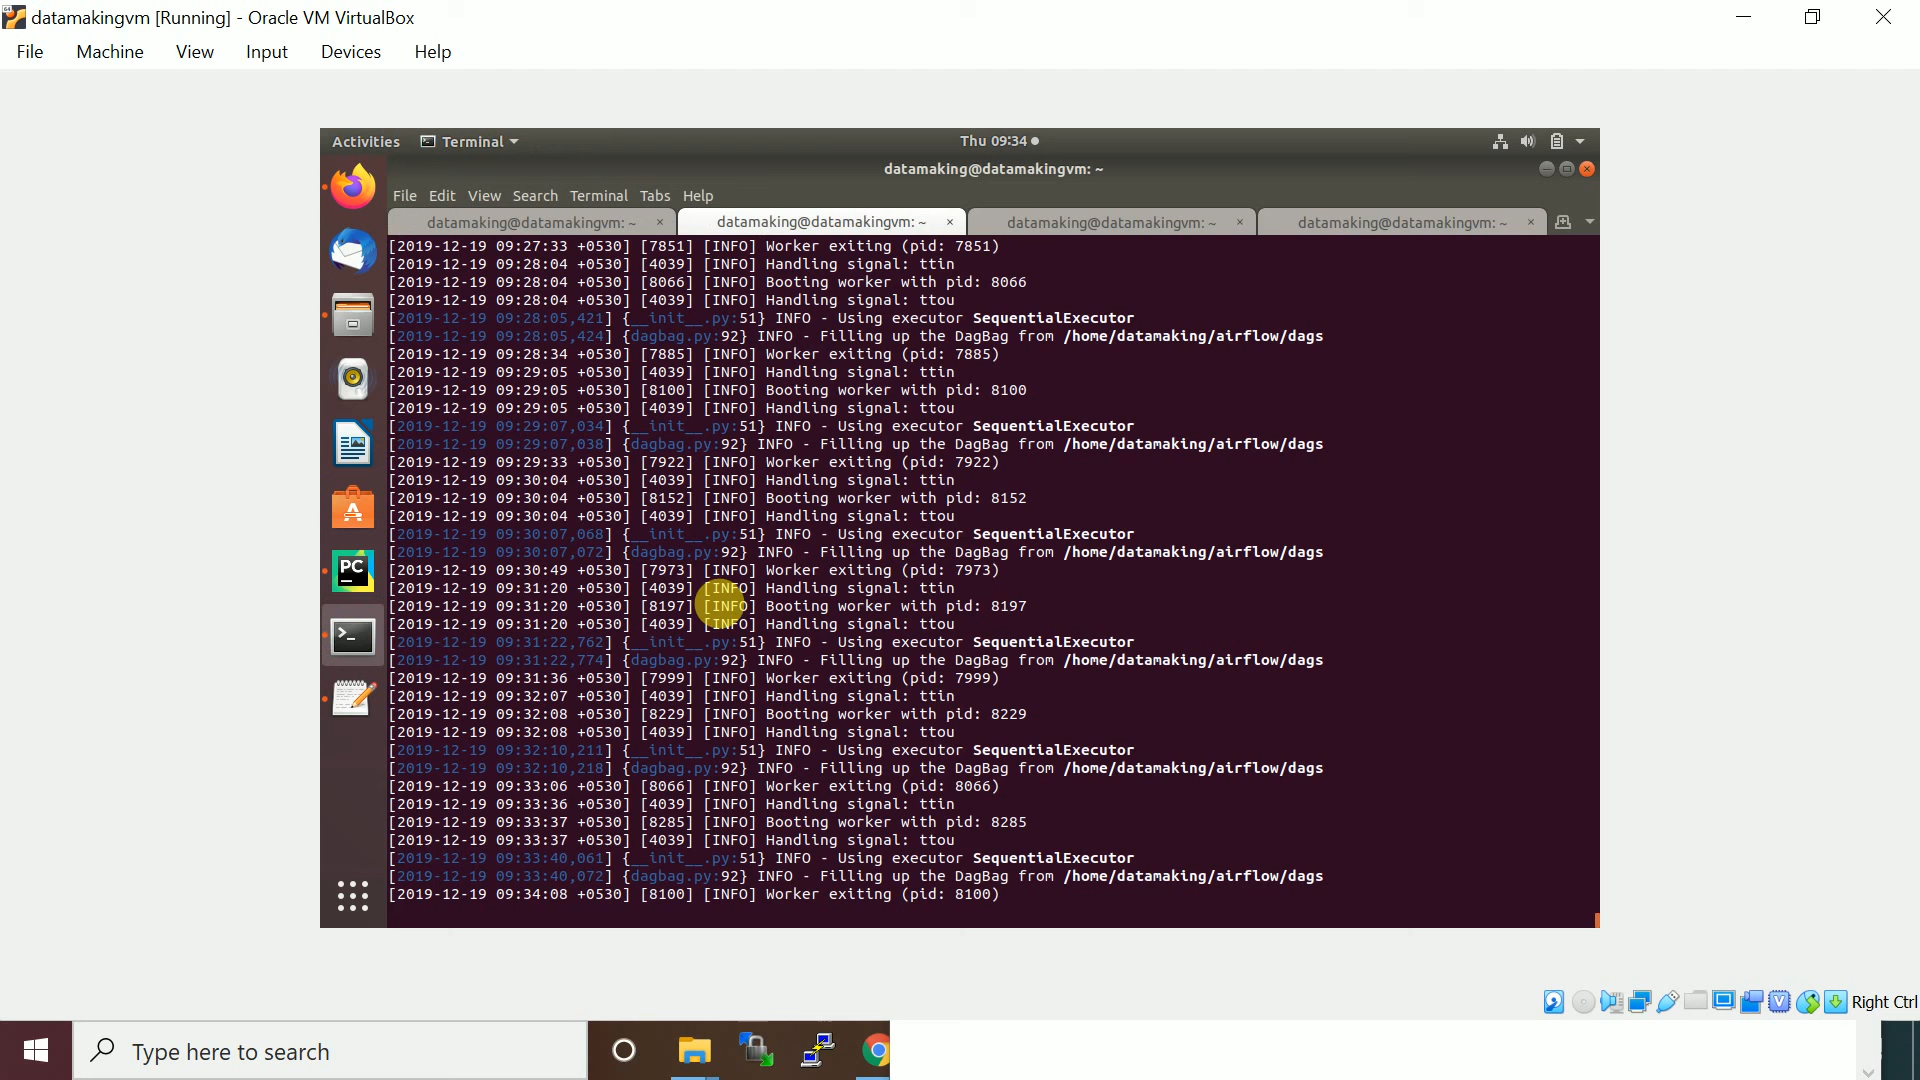 datamakingvm [Running] - Oracle VM VirtualBox
File Machine View Input Devices Help
Activities Terminal Thu 09:34
datamaking@datamakingvm: ~
File Edit View Search Terminal Tabs Help
datamaking@datamakingvm: ~ × datamaking@datamakingvm: ~ × datamaking@datamakingvm: ~ × datamaking@datamakingvm: ~ ×
[2019-12-19 09:27:33 +0530] [7851] [INFO] Worker exiting (pid: 7851)
[2019-12-19 09:28:04 +0530] [4039] [INFO] Handling signal: ttin
[2019-12-19 09:28:04 +0530] [8066] [INFO] Booting worker with pid: 8066
[2019-12-19 09:28:04 +0530] [4039] [INFO] Handling signal: ttou
[2019-12-19 09:28:05,421] {__init__.py:51} INFO - Using executor SequentialExecutor
[2019-12-19 09:28:05,424] {dagbag.py:92} INFO - Filling up the DagBag from /home/datamaking/airflow/dags
[2019-12-19 09:28:34 +0530] [7885] [INFO] Worker exiting (pid: 7885)
[2019-12-19 09:29:05 +0530] [4039] [INFO] Handling signal: ttin
[2019-12-19 09:29:05 +0530] [8100] [INFO] Booting worker with pid: 8100
[2019-12-19 09:29:05 +0530] [4039] [INFO] Handling signal: ttou
[2019-12-19 09:29:07,034] {__init__.py:51} INFO - Using executor SequentialExecutor
[2019-12-19 09:29:07,038] {dagbag.py:92} INFO - Filling up the DagBag from /home/datamaking/airflow/dags
[2019-12-19 09:29:33 +0530] [7922] [INFO] Worker exiting (pid: 7922)
[2019-12-19 09:30:04 +0530] [4039] [INFO] Handling signal: ttin
[2019-12-19 09:30:04 +0530] [8152] [INFO] Booting worker with pid: 8152
[2019-12-19 09:30:04 +0530] [4039] [INFO] Handling signal: ttou
[2019-12-19 09:30:07,068] {__init__.py:51} INFO - Using executor SequentialExecutor
[2019-12-19 09:30:07,072] {dagbag.py:92} INFO - Filling up the DagBag from /home/datamaking/airflow/dags
[2019-12-19 09:30:49 +0530] [7973] [INFO] Worker exiting (pid: 7973)
[2019-12-19 09:31:20 +0530] [4039] [INFO] Handling signal: ttin
[2019-12-19 09:31:20 +0530] [8197] [INFO] Booting worker with pid: 8197
[2019-12-19 09:31:20 +0530] [4039] [INFO] Handling signal: ttou
[2019-12-19 09:31:22,762] {__init__.py:51} INFO - Using executor SequentialExecutor
[2019-12-19 09:31:22,774] {dagbag.py:92} INFO - Filling up the DagBag from /home/datamaking/airflow/dags
[2019-12-19 09:31:36 +0530] [7999] [INFO] Worker exiting (pid: 7999)
[2019-12-19 09:32:07 +0530] [4039] [INFO] Handling signal: ttin
[2019-12-19 09:32:08 +0530] [8229] [INFO] Booting worker with pid: 8229
[2019-12-19 09:32:08 +0530] [4039] [INFO] Handling signal: ttou
[2019-12-19 09:32:10,211] {__init__.py:51} INFO - Using executor SequentialExecutor
[2019-12-19 09:32:10,218] {dagbag.py:92} INFO - Filling up the DagBag from /home/datamaking/airflow/dags
[2019-12-19 09:33:06 +0530] [8066] [INFO] Worker exiting (pid: 8066)
[2019-12-19 09:33:36 +0530] [4039] [INFO] Handling signal: ttin
[2019-12-19 09:33:37 +0530] [8285] [INFO] Booting worker with pid: 8285
[2019-12-19 09:33:37 +0530] [4039] [INFO] Handling signal: ttou
[2019-12-19 09:33:40,061] {__init__.py:51} INFO - Using executor SequentialExecutor
[2019-12-19 09:33:40,072] {dagbag.py:92} INFO - Filling up the DagBag from /home/datamaking/airflow/dags
[2019-12-19 09:34:08 +0530] [8100] [INFO] Worker exiting (pid: 8100)
PC
Right Ctrl
Type here to search